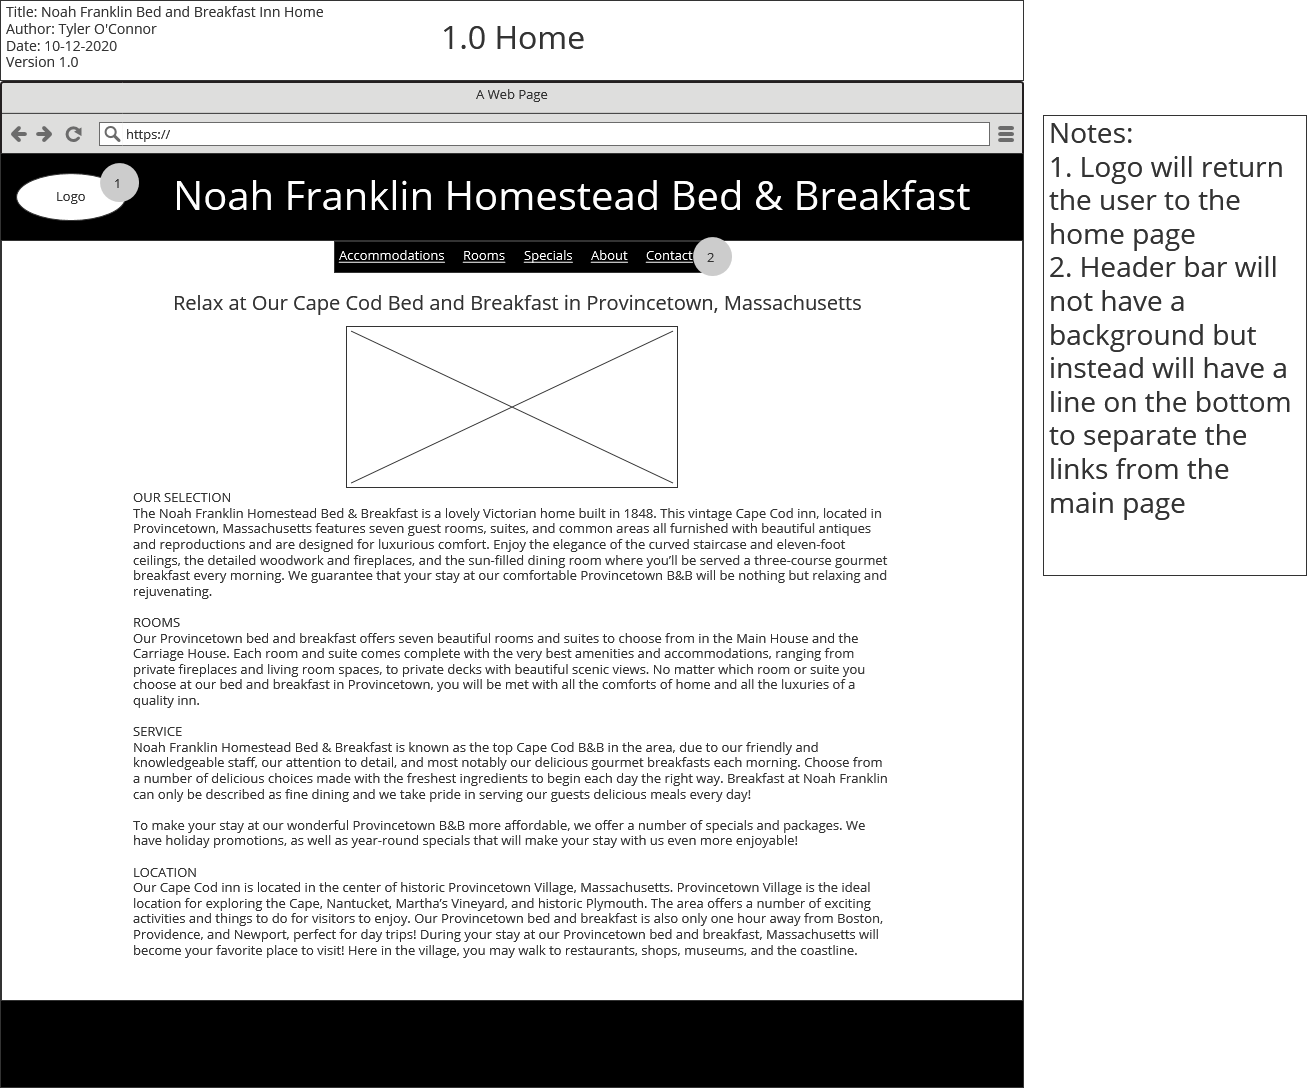 Title: Noah Franklin Bed and Breakfast Inn Home
Author: Tyler O'Connor
Date: 10-12-2020
Version 1.0
1.0 Home
A Web Page
https://
Logo
1
Noah Franklin Homestead Bed & Breakfast
Accommodations Rooms Specials About Contact
2
Relax at Our Cape Cod Bed and Breakfast in Provincetown, Massachusetts
OUR SELECTION
The Noah Franklin Homestead Bed & Breakfast is a lovely Victorian home built in 1848. This vintage Cape Cod inn, located in
Provincetown, Massachusetts features seven guest rooms, suites, and common areas all furnished with beautiful antiques
and reproductions and are designed for luxurious comfort. Enjoy the elegance of the curved staircase and eleven-foot
ceilings, the detailed woodwork and fireplaces, and the sun-filled dining room where you’ll be served a three-course gourmet
breakfast every morning. We guarantee that your stay at our comfortable Provincetown B&B will be nothing but relaxing and
rejuvenating.
ROOMS
Our Provincetown bed and breakfast offers seven beautiful rooms and suites to choose from in the Main House and the
Carriage House. Each room and suite comes complete with the very best amenities and accommodations, ranging from
private fireplaces and living room spaces, to private decks with beautiful scenic views. No matter which room or suite you
choose at our bed and breakfast in Provincetown, you will be met with all the comforts of home and all the luxuries of a
quality inn.
SERVICE
Noah Franklin Homestead Bed & Breakfast is known as the top Cape Cod B&B in the area, due to our friendly and
knowledgeable staff, our attention to detail, and most notably our delicious gourmet breakfasts each morning. Choose from
a number of delicious choices made with the freshest ingredients to begin each day the right way. Breakfast at Noah Franklin
can only be described as fine dining and we take pride in serving our guests delicious meals every day!
To make your stay at our wonderful Provincetown B&B more affordable, we offer a number of specials and packages. We
have holiday promotions, as well as year-round specials that will make your stay with us even more enjoyable!
LOCATION
Our Cape Cod inn is located in the center of historic Provincetown Village, Massachusetts. Provincetown Village is the ideal
location for exploring the Cape, Nantucket, Martha’s Vineyard, and historic Plymouth. The area offers a number of exciting
activities and things to do for visitors to enjoy. Our Provincetown bed and breakfast is also only one hour away from Boston,
Providence, and Newport, perfect for day trips! During your stay at our Provincetown bed and breakfast, Massachusetts will
become your favorite place to visit! Here in the village, you may walk to restaurants, shops, museums, and the coastline.
Notes:
1. Logo will return
the user to the
home page
2. Header bar will
not have a
background but
instead will have a
line on the bottom
to separate the
links from the
main page